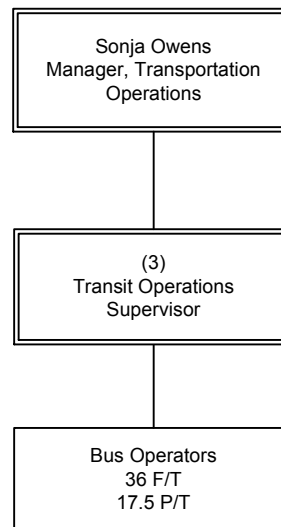 Sonja Owens
Manager, Transportation
Operations
(3)
Transit Operations
Supervisor
Bus Operators
36 F/T
17.5 P/T